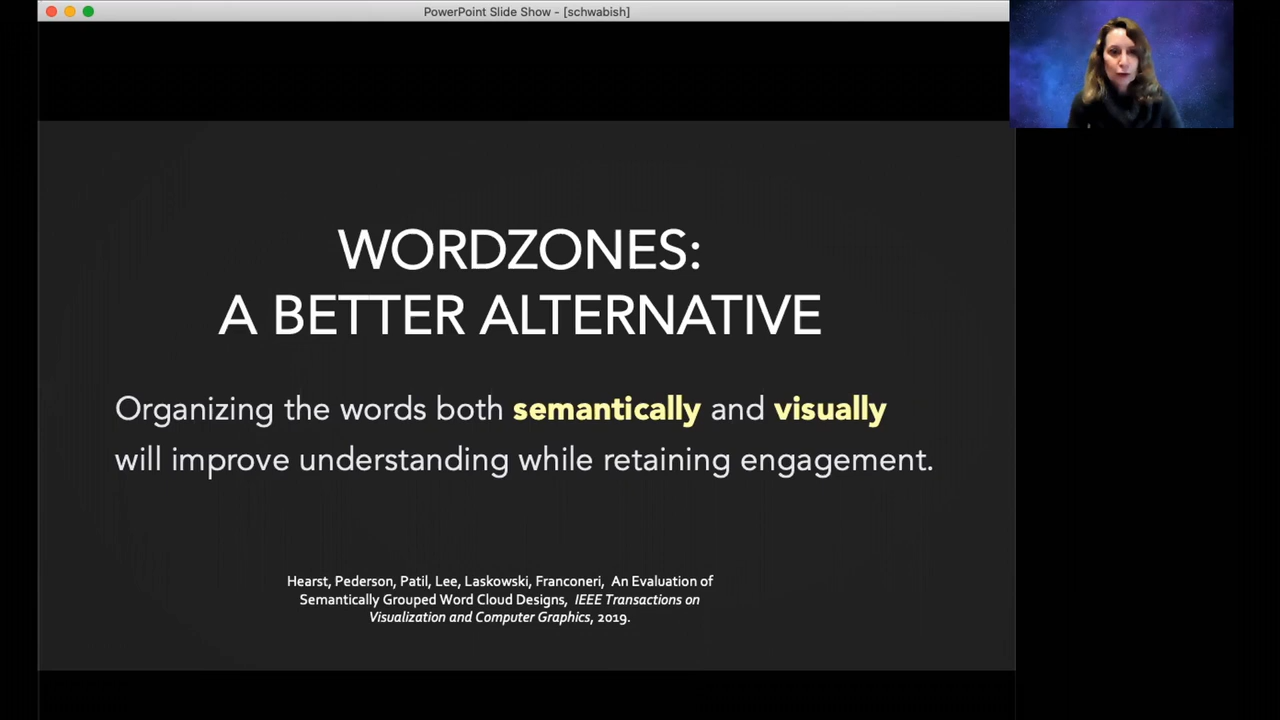 PowerPoint Slide Show - [schwabish]
WORDZONES:
A BETTER ALTERNATIVE
Organizing the words both semantically and visually
will improve understanding while retaining engagement.
Hearst, Pederson, Patil, Lee, Laskowski, Franconeri, An Evaluation of
Semantically Grouped Word Cloud Designs, IEEE Transactions on
Visualization and Computer Graphics, 2019.